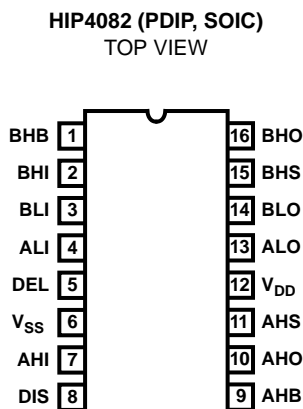 HIP4082 (PDIP, SOIC)
TOP VIEW
BHB 1 16 BHO
BHI 2 15 BHS
BLI 3 14 BLO
ALI 4 13 ALO
DEL 5 12 VDD
VSS 6 11 AHS
AHI 7 10 AHO
DIS 8 9 AHB